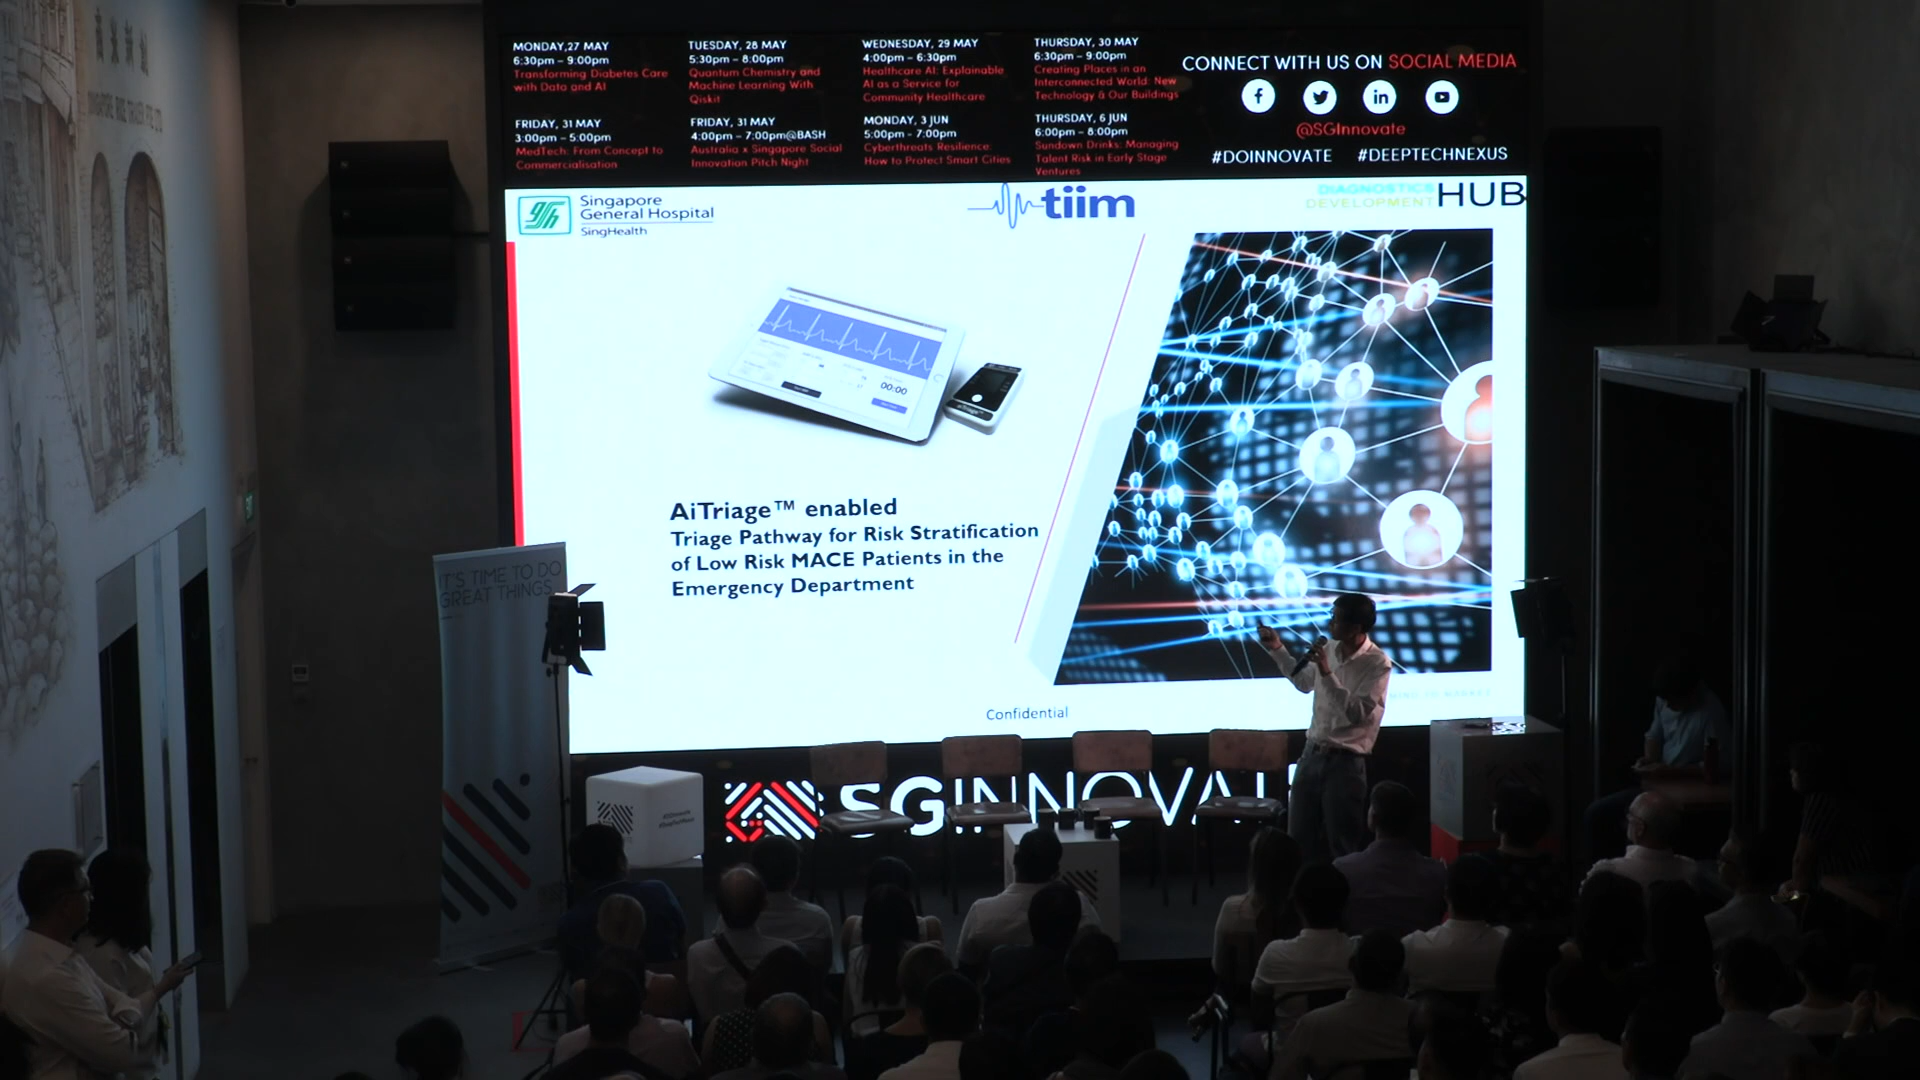 MONDAY, 27 MAY
6:30pm – 9:00pm
Transforming Diabetes Care
with Data and AI
TUESDAY, 28 MAY
5:30pm – 8:00pm
Quantum Chemistry and
Machine Learning With
Qiskit
WEDNESDAY, 29 MAY
4:00pm – 6:30pm
Healthcare AI: Explainable
AI as a Service for
Community Healthcare
THURSDAY, 30 MAY
6:30pm – 9:00pm
Creating Places in an
Interconnected World: New
Technology & Our Buildings
FRIDAY, 31 MAY
3:00pm – 5:00pm
MedTech: From Concept to
Commercialisation
FRIDAY, 31 MAY
4:00pm – 7:00pm@BASH
Australia x Singapore Social
Innovation Pitch Night
MONDAY, 3 JUN
5:00pm - 7:00pm
Cyberthreats Resilience:
How to Protect Smart Cities
THURSDAY, 6 JUN
6:00pm – 8:00pm
Sundown Drinks: Managing
Talent Risk in Early Stage
Ventures
CONNECT WITH US ON SOCIAL MEDIA
@SGInnovate
#DOINNOVATE #DEEPTECHNEXUS
Singapore
General Hospital
SingHealth
tiim
DIAGNOSTICS
DEVELOPMENT HUB
00:00
aiTriage™
AiTriage™ enabled
Triage Pathway for Risk Stratification
of Low Risk MACE Patients in the
Emergency Department
Confidential
IT'S TIME TO DO
GREAT THINGS
SGINNOVAT